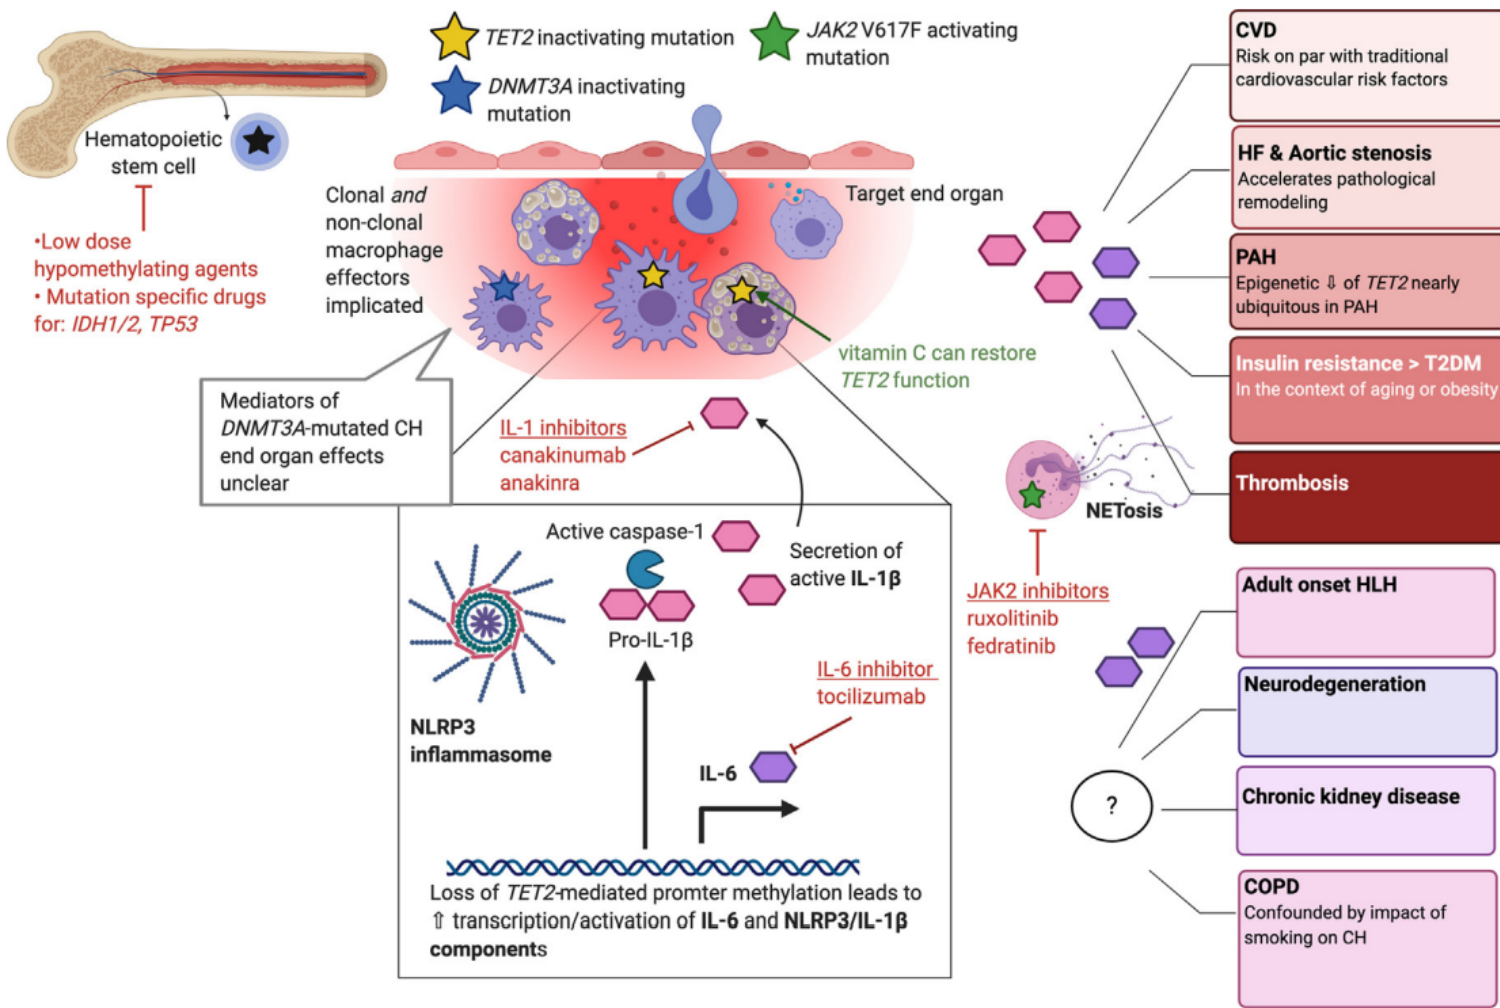 TET2 inactivating mutation
DNMT3A inactivating
mutation
JAK2 V617F activating
mutation
Hematopoietic
stem cell
•Low dose
hypomethylating agents
• Mutation specific drugs
for: IDH1/2, TP53
Clonal and
non-clonal
macrophage
effectors
implicated
Target end organ
vitamin C can restore
TET2 function
Mediators of
DNMT3A-mutated CH
end organ effects
unclear
IL-1 inhibitors
canakinumab
anakinra
Active caspase-1
Pro-IL-1β
Secretion of
active IL-1β
NLRP3
inflammasome
IL-6 inhibitor
tocilizumab
IL-6
Loss of TET2-mediated promter methylation leads to
⇧ transcription/activation of IL-6 and NLRP3/IL-1β
components
NETosis
JAK2 inhibitors
ruxolitinib
fedratinib
?
CVD
Risk on par with traditional
cardiovascular risk factors
HF & Aortic stenosis
Accelerates pathological
remodeling
PAH
Epigenetic ⇩ of TET2 nearly
ubiquitous in PAH
Insulin resistance > T2DM
In the context of aging or obesity
Thrombosis
Adult onset HLH
Neurodegeneration
Chronic kidney disease
COPD
Confounded by impact of
smoking on CH